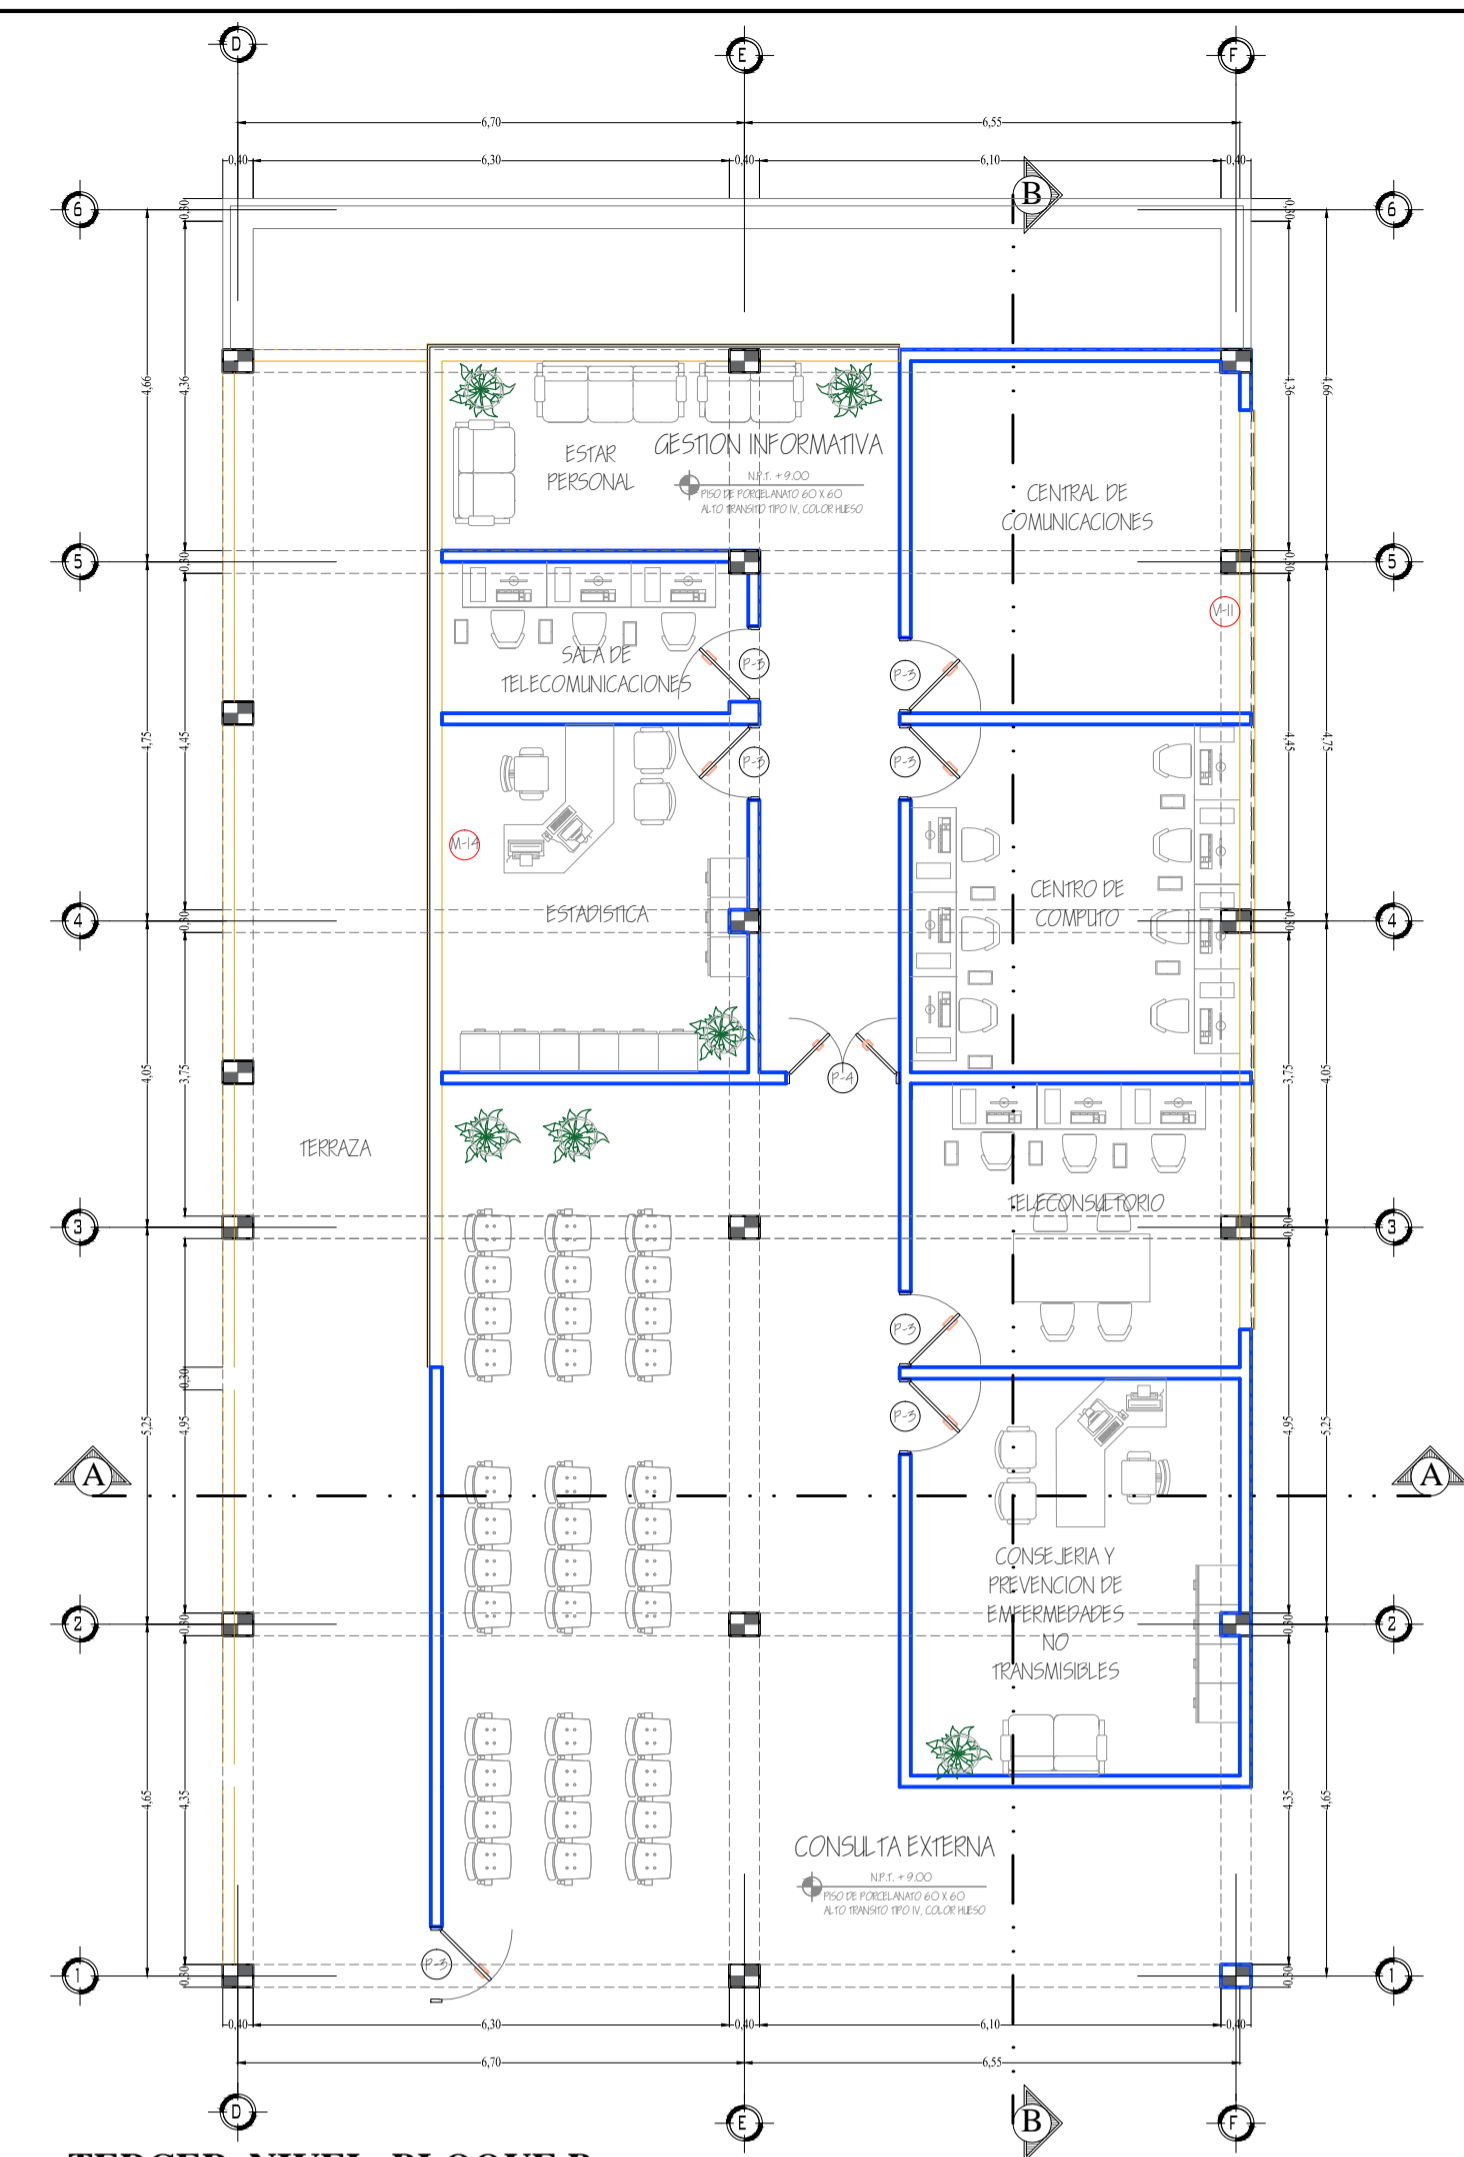 D
E
F
6,70
6,55
0,40
6,30
0,40
6,10
0,40
B
6
6
0,30
0,30
4,66
4,36
4,36
4,66
ESTAR
PERSONAL
GESTION INFORMATIVA
N.P.T. +9.00
PISO DE PORCELANATO 60 X 60
ALTO TRANSITO TIPO IV, COLOR HUESO
CENTRAL DE
COMUNICACIONES
5
5
0,30
0,30
V-11
SALA DE
TELECOMUNICACIONES
P-3
P-3
4,75
4,45
4,45
4,75
P-3
P-3
M-14
ESTADISTICA
CENTRO DE
COMPUTO
4
4
0,30
0,30
4,05
3,75
P-4
3,75
4,05
TERRAZA
TELECONSULTORIO
3
3
0,30
P-3
0,30
P-3
5,25
4,95
4,95
5,25
A
A
CONSEJERIA Y
PREVENCION DE
EMFERMEDADES
NO
TRANSMISIBLES
2
2
0,30
0,30
4,65
4,35
4,35
4,65
CONSULTA EXTERNA
N.P.T. +9.00
PISO DE PORCELANATO 60 X 60
ALTO TRANSITO TIPO IV, COLOR HUESO
P-3
1
1
0,30
0,30
0,40
6,30
0,40
6,10
0,40
6,70
6,55
D
E
B
F
TERCER NIVEL BLOQUE B